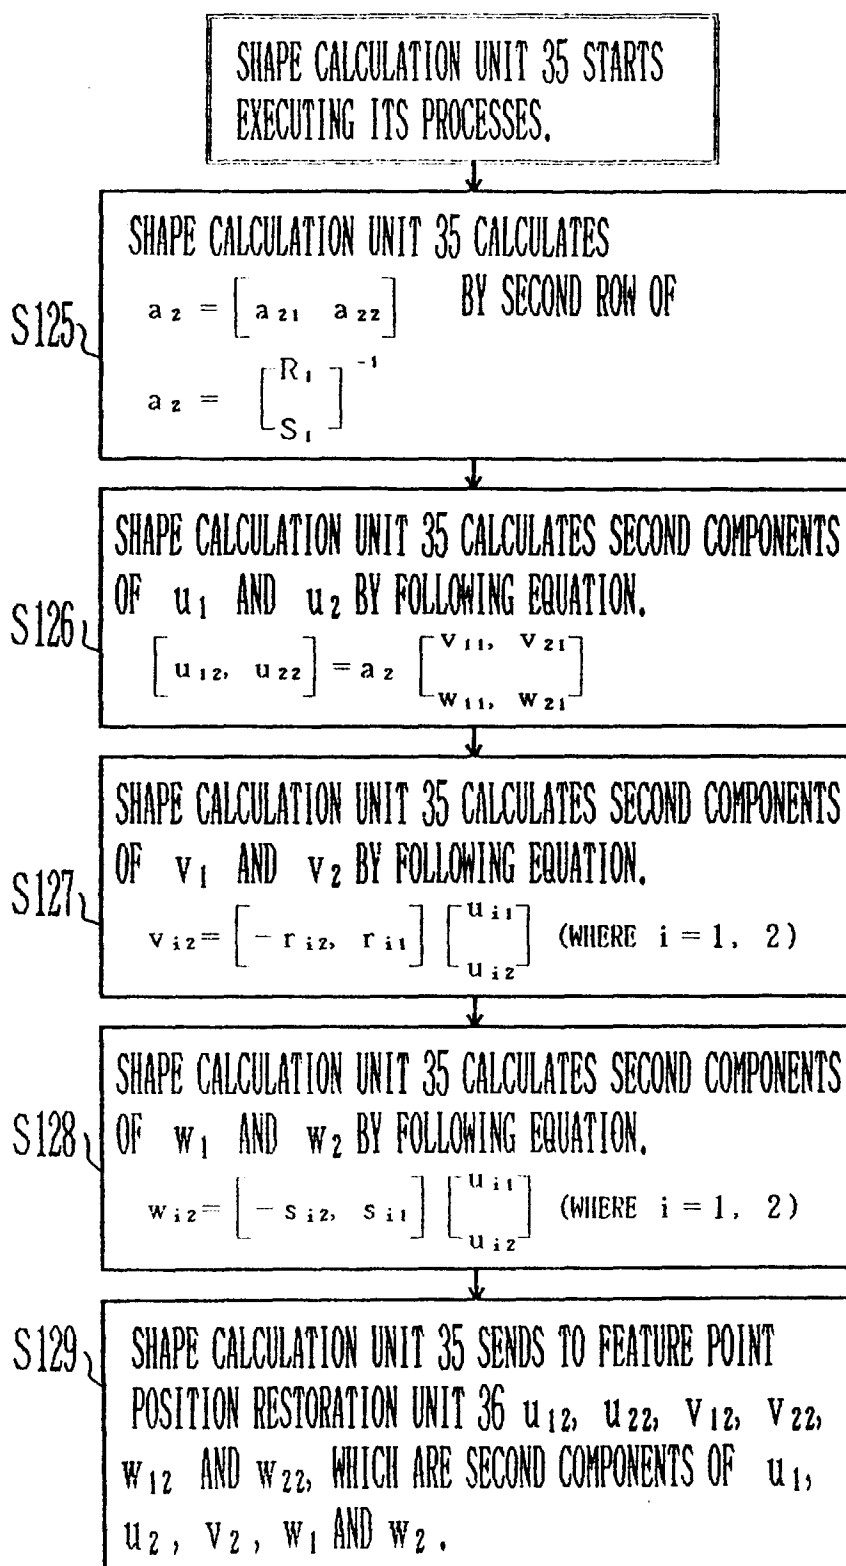 SHAPE CALCULATION UNIT 35 STARTS
EXECUTING ITS PROCESSES.
SHAPE CALCULATION UNIT 35 CALCULATES
a₂ = [a₂₁ a₂₂] BY SECOND ROW OF
S125
a₂ = [R₁
S₁]⁻¹
SHAPE CALCULATION UNIT 35 CALCULATES SECOND COMPONENTS
OF u₁ AND u₂ BY FOLLOWING EQUATION.
S126
[u₁₂, u₂₂] = a₂ [v₁₁, v₂₁
w₁₁, w₂₁]
SHAPE CALCULATION UNIT 35 CALCULATES SECOND COMPONENTS
OF v₁ AND v₂ BY FOLLOWING EQUATION.
S127
vᵢ₂= [−rᵢ₂, rᵢ₁] [uᵢ₁
uᵢ₂] (WHERE i = 1, 2)
SHAPE CALCULATION UNIT 35 CALCULATES SECOND COMPONENTS
S128
OF w₁ AND w₂ BY FOLLOWING EQUATION.
wᵢ₂= [−sᵢ₂, sᵢ₁] [uᵢ₁
uᵢ₂] (WHERE i = 1, 2)
S129
SHAPE CALCULATION UNIT 35 SENDS TO FEATURE POINT
POSITION RESTORATION UNIT 36 u₁₂, u₂₂, v₁₂, v₂₂,
w₁₂ AND w₂₂, WHICH ARE SECOND COMPONENTS OF u₁,
u₂, v₂, w₁ AND w₂.